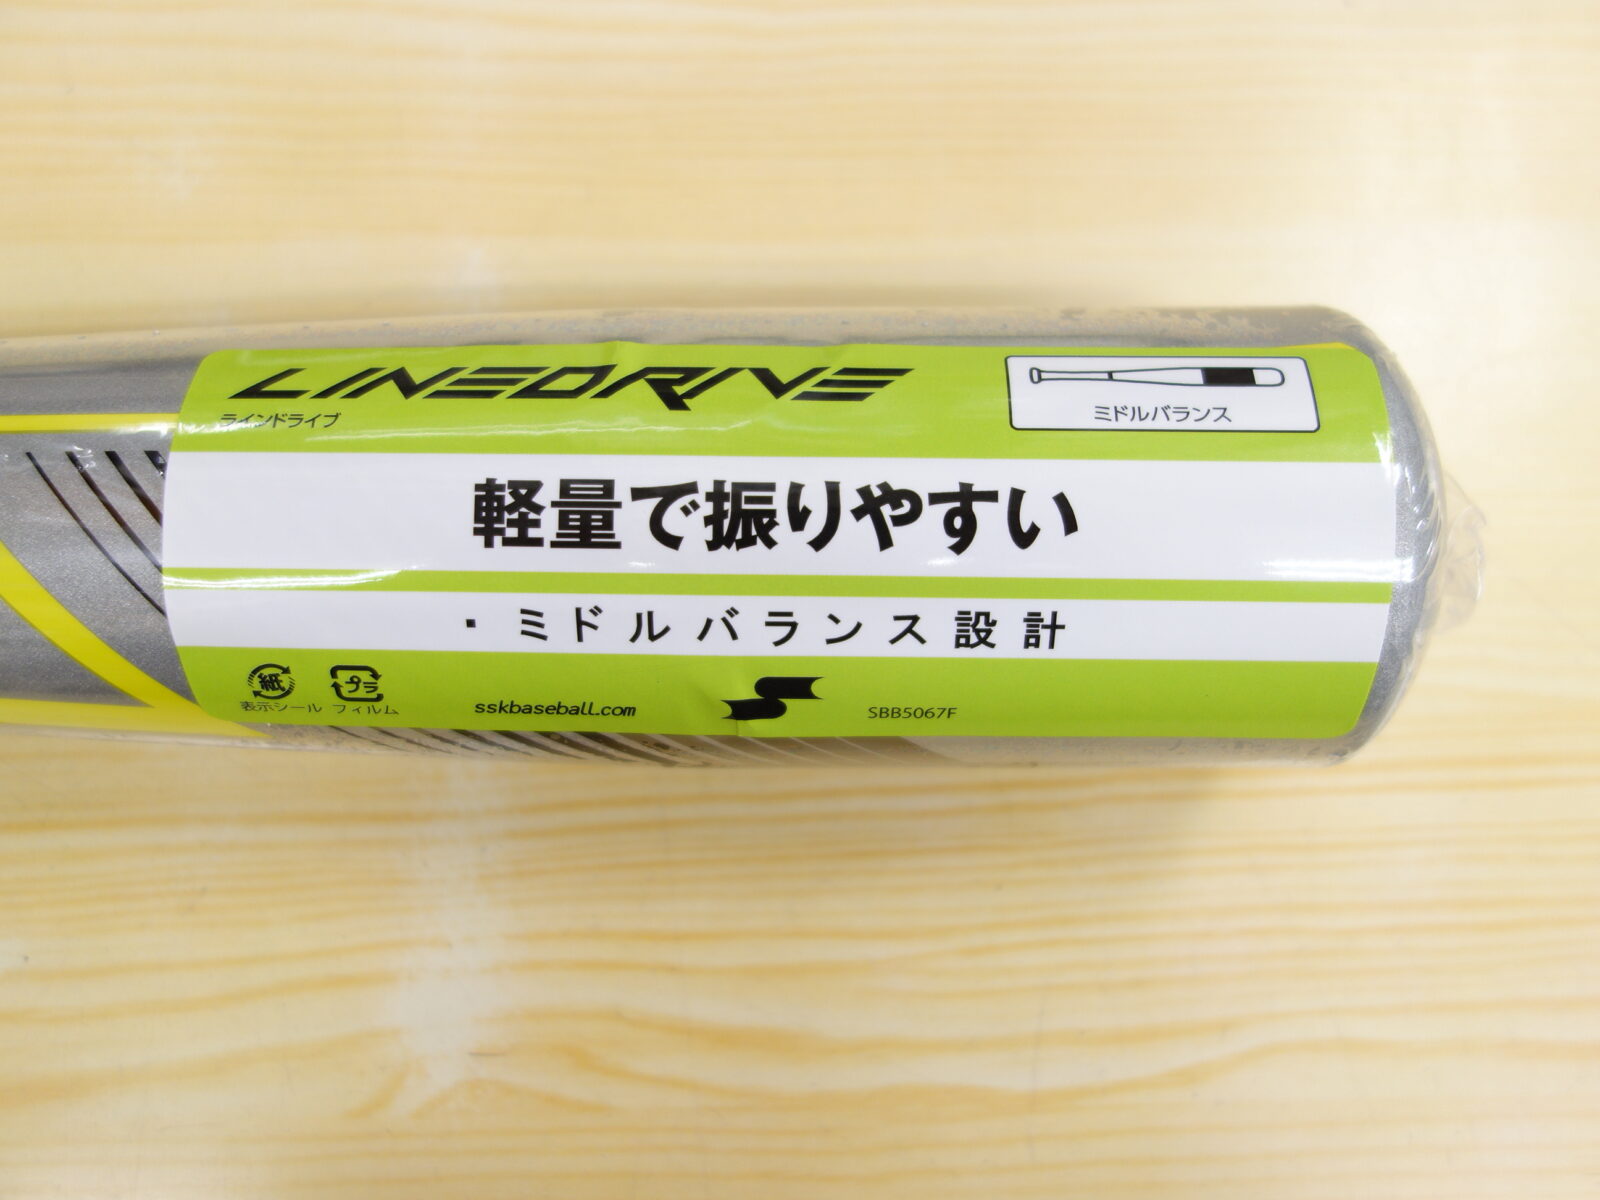 LINEDRIVE
ラインドライブ
ミドルバランス
軽量で振りやすい
・ミドルバランス設計
紙 プラ
表示シール フィルム
sskbaseball.com
SBB5067F